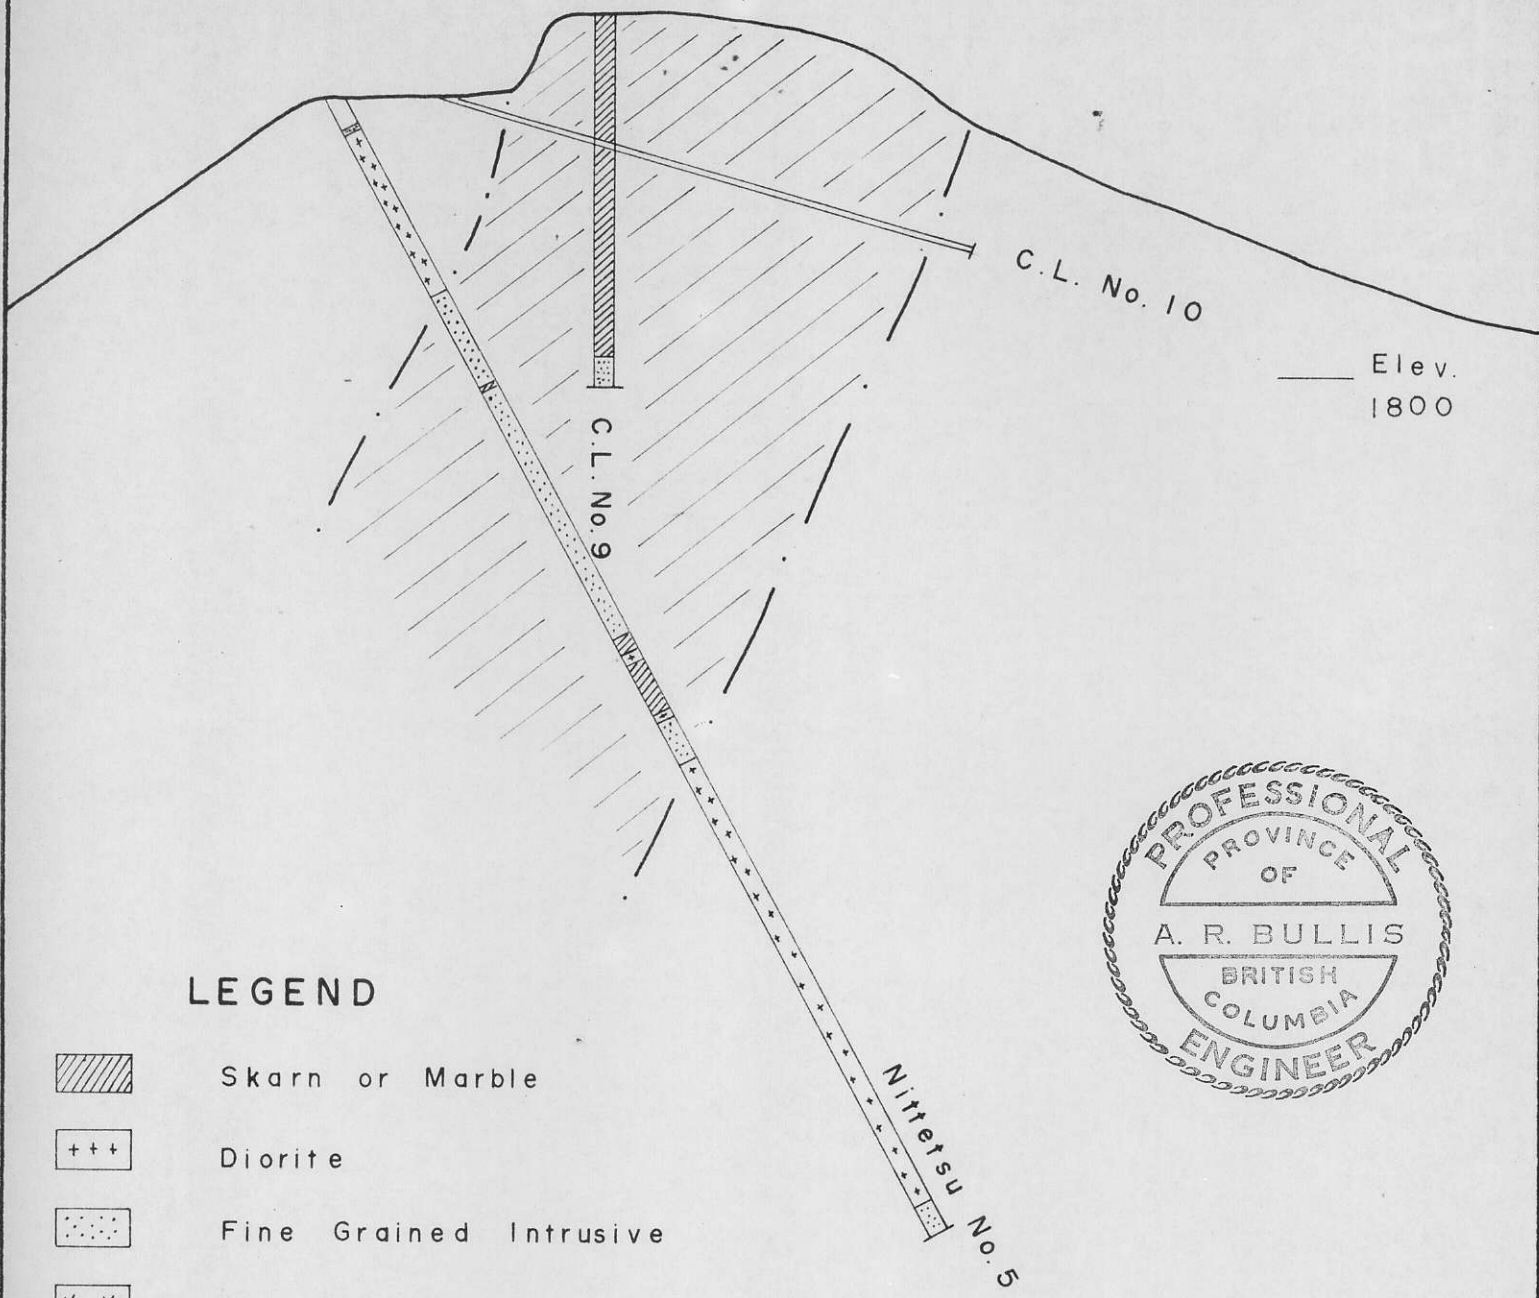 C.L. No. 10
Elev.
1800
C.L. No. 9
PROFESSIONAL
PROVINCE
OF
A. R. BULLIS
BRITISH
COLUMBIA
ENGINEER
LEGEND
Skarn or Marble
Diorite
Fine Grained Intrusive
Nittetsu No. 5